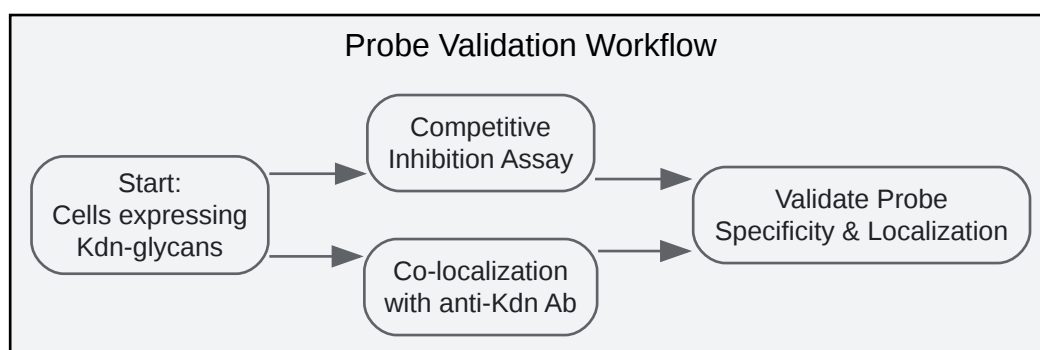 Probe Validation Workflow
Start:
Cells expressing
Kdn-glycans
Competitive
Inhibition Assay
Co-localization
with anti-Kdn Ab
Validate Probe
Specificity & Localization